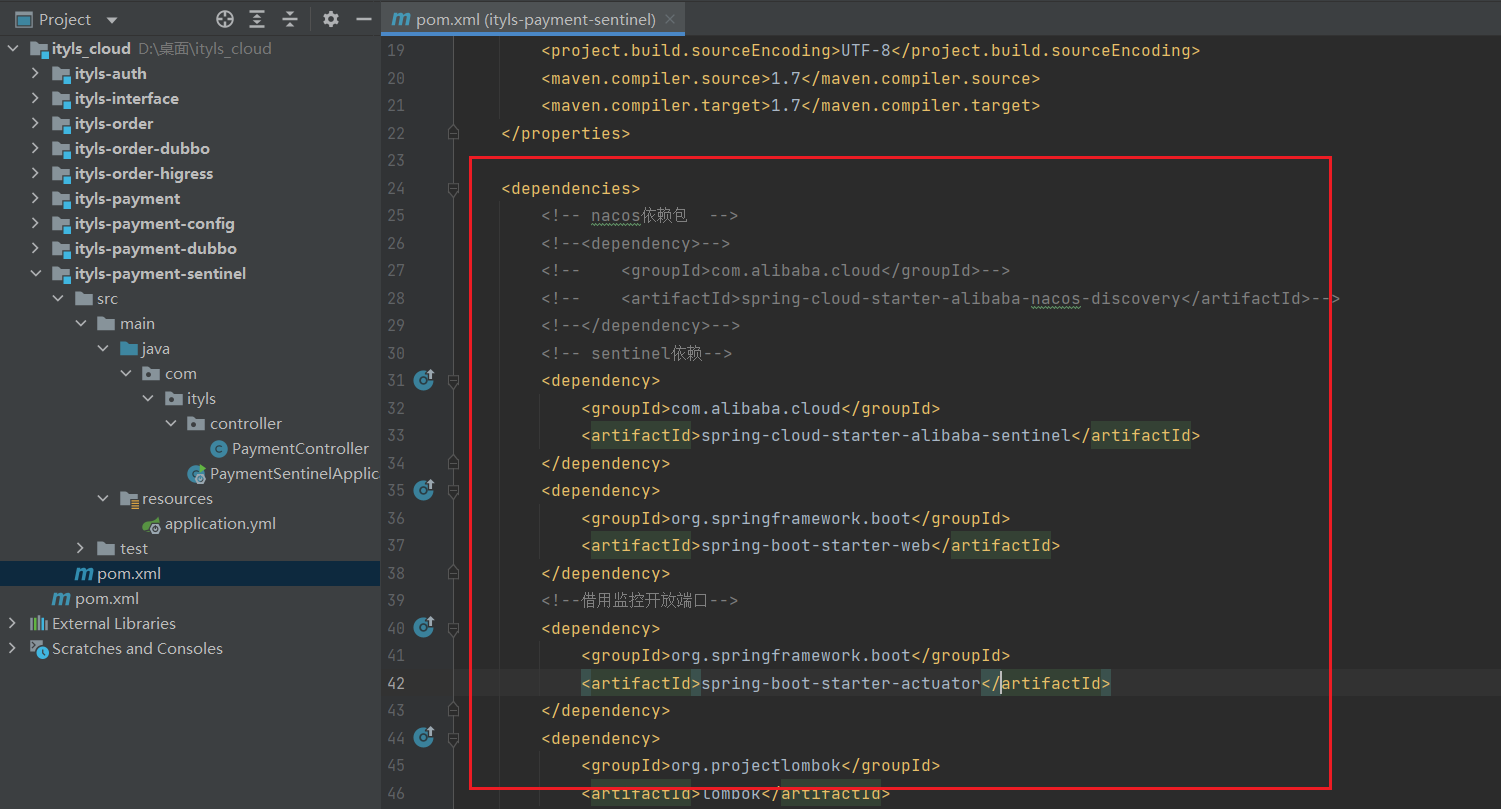 Project
pom.xml (ityls-payment-sentinel)
ityls_cloud D:\桌面\ityls_cloud
ityls-auth
ityls-interface
ityls-order
ityls-order-dubbo
ityls-order-higress
ityls-payment
ityls-payment-config
ityls-payment-dubbo
ityls-payment-sentinel
src
main
java
com
ityls
controller
PaymentController
PaymentSentinelApplic
resources
application.yml
test
pom.xml
pom.xml
External Libraries
Scratches and Consoles
19 <project.build.sourceEncoding>UTF-8</project.build.sourceEncoding>
20 <maven.compiler.source>1.7</maven.compiler.source>
21 <maven.compiler.target>1.7</maven.compiler.target>
22 </properties>
23
24 <dependencies>
25 <!-- nacos依赖包  -->
26 <!--<dependency>-->
27 <!--    <groupId>com.alibaba.cloud</groupId>-->
28 <!--    <artifactId>spring-cloud-starter-alibaba-nacos-discovery</artifactId>-->
29 <!--</dependency>-->
30 <!-- sentinel依赖-->
31 <dependency>
32 <groupId>com.alibaba.cloud</groupId>
33 <artifactId>spring-cloud-starter-alibaba-sentinel</artifactId>
34 </dependency>
35 <dependency>
36 <groupId>org.springframework.boot</groupId>
37 <artifactId>spring-boot-starter-web</artifactId>
38 </dependency>
39 <!--借用监控开放端口-->
40 <dependency>
41 <groupId>org.springframework.boot</groupId>
42 <artifactId>spring-boot-starter-actuator</artifactId>
43 </dependency>
44 <dependency>
45 <groupId>org.projectlombok</groupId>
46 <artifactId>lombok</artifactId>